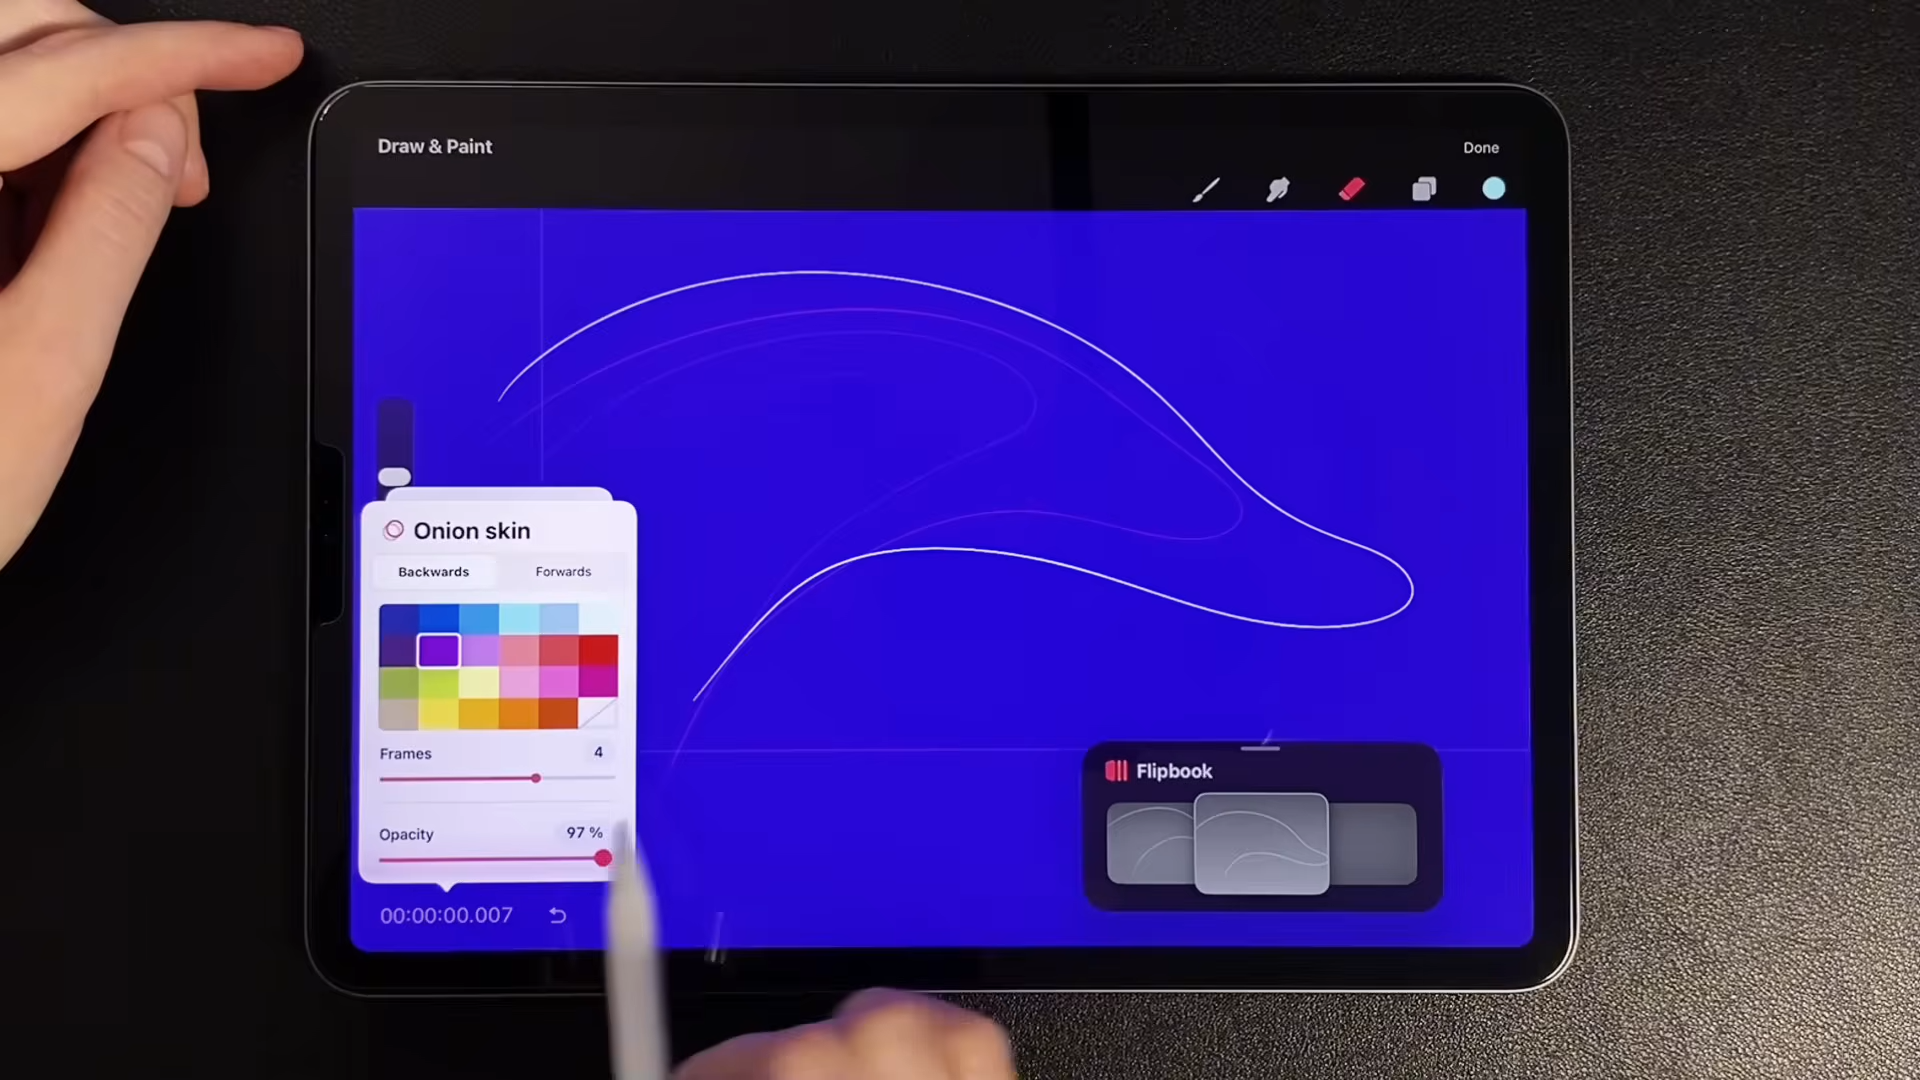 Draw & Paint
Done
Onion skin
Backwards
Forwards
Frames
4
Opacity
97 %
00:00:00.007
Flipbook